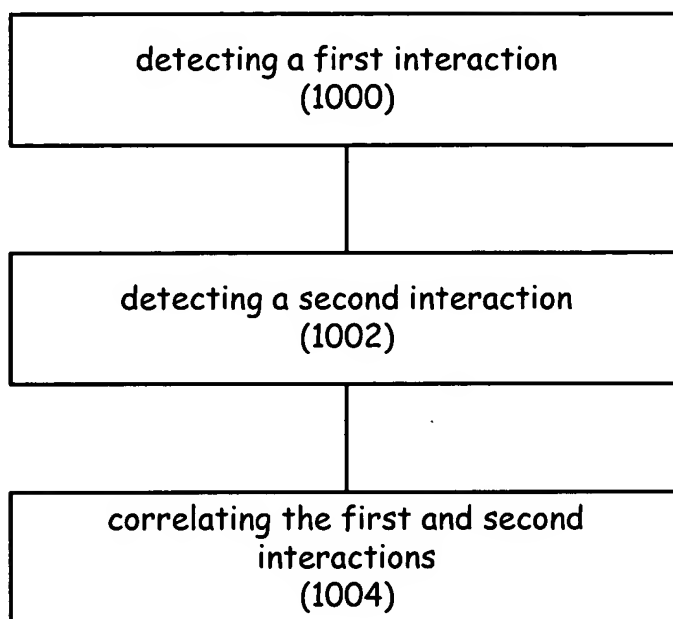 detecting a first interaction
(1000)
detecting a second interaction
(1002)
correlating the first and second
interactions
(1004)